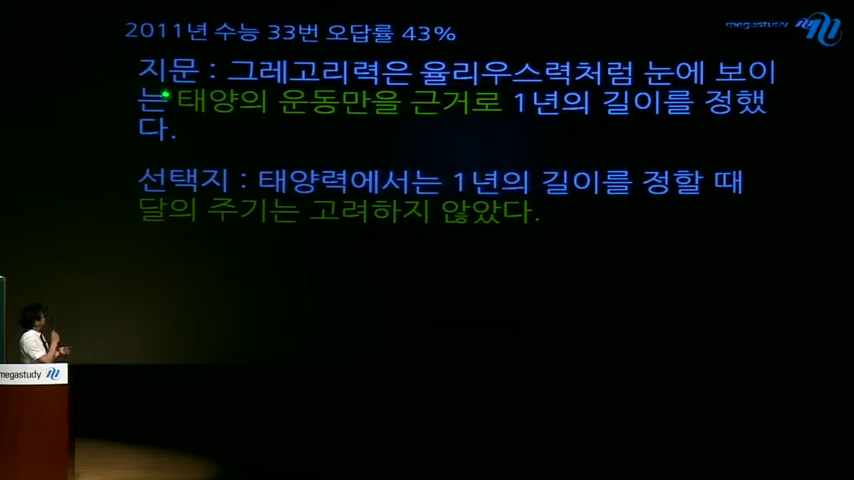 2011년 수능 33번 오답률 43%
megastudy
지문 : 그레고리력은 율리우스력처럼 눈에 보이
는 태양의 운동만을 근거로 1년의 길이를 정했
다.
선택지 : 태양력에서는 1년의 길이를 정할 때
달의 주기는 고려하지 않았다.
megastudy